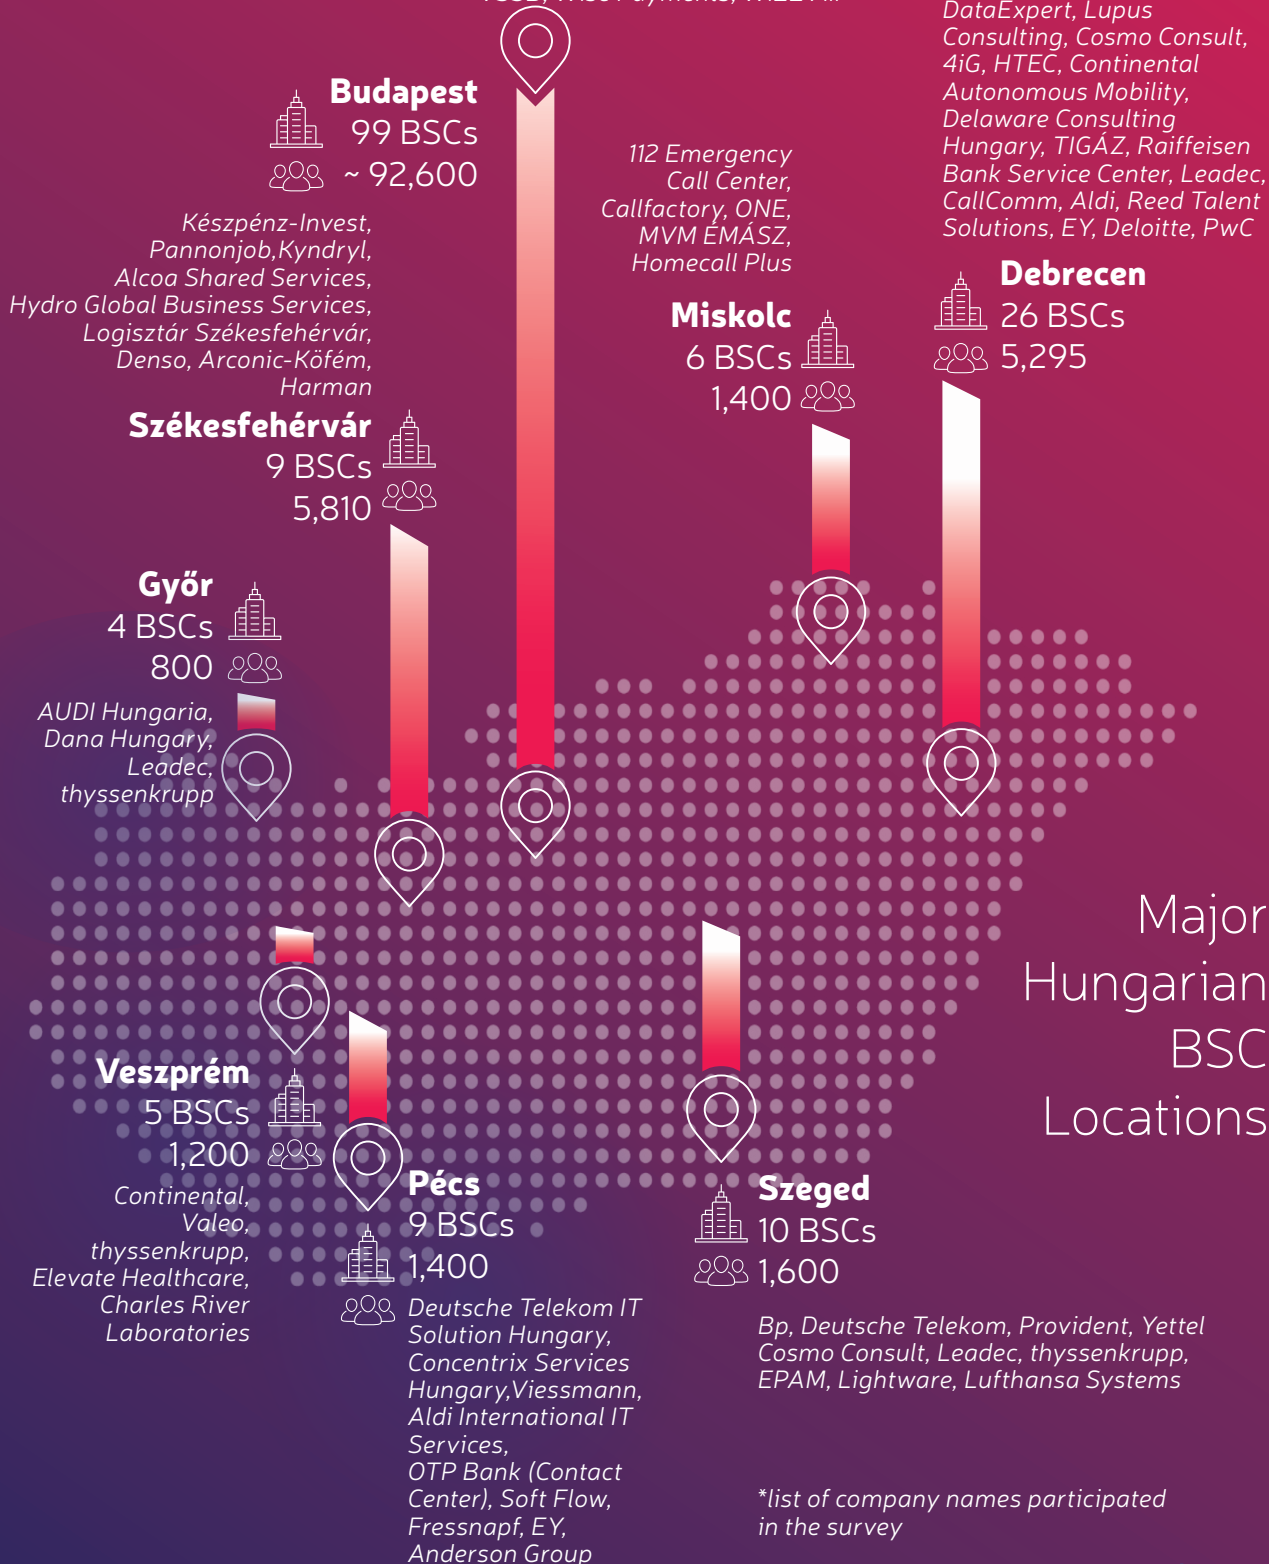 DataExpert, Lupus
Consulting, Cosmo Consult,
4iG, HTEC, Continental
Autonomous Mobility,
Delaware Consulting
Hungary, TIGÁZ, Raiffeisen
Bank Service Center, Leadec,
CallComm, Aldi, Reed Talent
Solutions, EY, Deloitte, PwC
Debrecen
26 BSCs
5,295
Budapest
99 BSCs
~ 92,600
112 Emergency
Call Center,
Callfactory, ONE,
MVM ÉMÁSZ,
Homecall Plus
Miskolc
6 BSCs
1,400
Készpénz-Invest,
Pannonjob,Kyndryl,
Alcoa Shared Services,
Hydro Global Business Services,
Logisztár Székesfehérvár,
Denso, Arconic-Köfém,
Harman
Székesfehérvár
9 BSCs
5,810
Győr
4 BSCs
800
AUDI Hungaria,
Dana Hungary,
Leadec,
thyssenkrupp
Major
Hungarian
BSC
Locations
Veszprém
5 BSCs
1,200
Continental,
Valeo,
thyssenkrupp,
Elevate Healthcare,
Charles River
Laboratories
Pécs
9 BSCs
1,400
Deutsche Telekom IT
Solution Hungary,
Concentrix Services
Hungary,Viessmann,
Aldi International IT
Services,
OTP Bank (Contact
Center), Soft Flow,
Fressnapf, EY,
Anderson Group
Szeged
10 BSCs
1,600
Bp, Deutsche Telekom, Provident, Yettel
Cosmo Consult, Leadec, thyssenkrupp,
EPAM, Lightware, Lufthansa Systems
*list of company names participated
in the survey